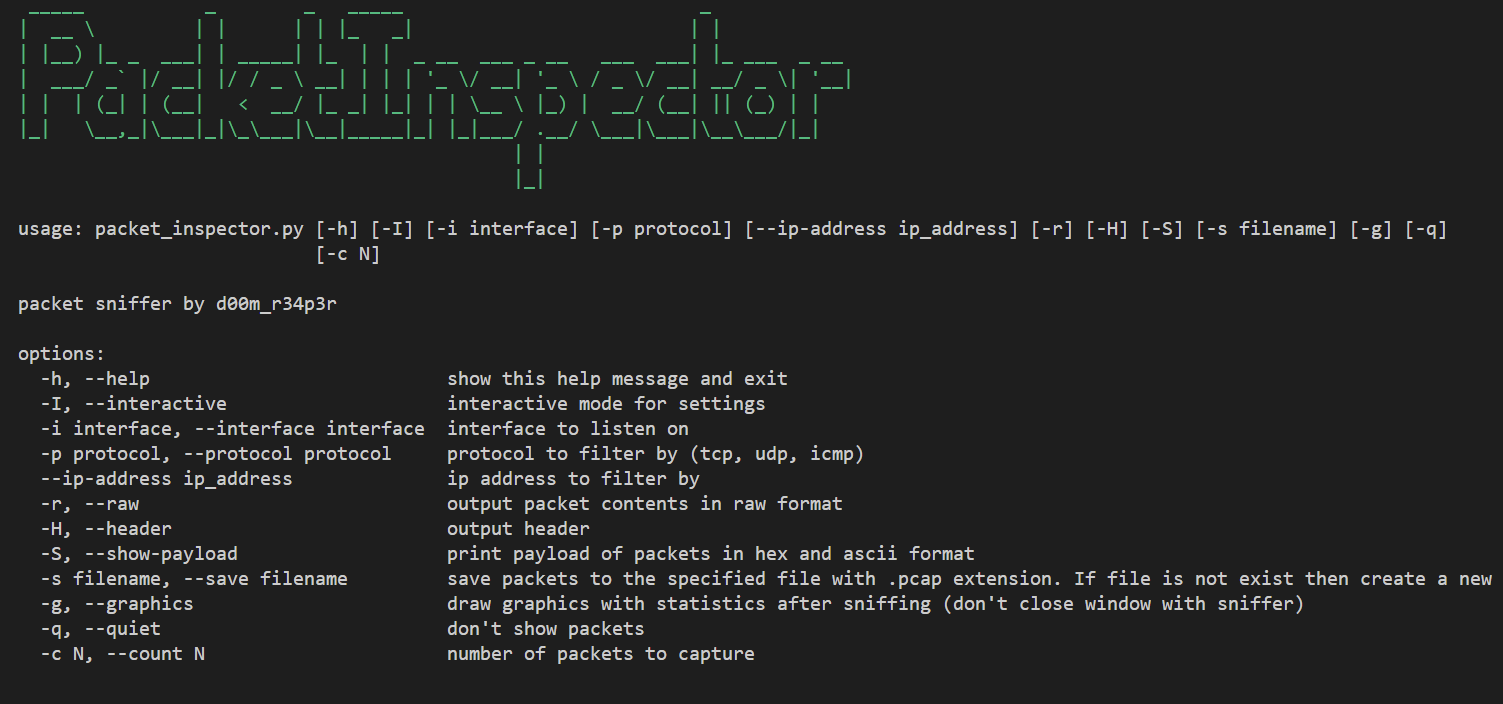 PacketInspector
usage: packet_inspector.py [-h] [-I] [-i interface] [-p protocol] [--ip-address ip_address] [-r] [-H] [-S] [-s filename] [-g] [-q]
[-c N]
packet sniffer by d00m_r34p3r
options:
-h, --help show this help message and exit
-I, --interactive interactive mode for settings
-i interface, --interface interface interface to listen on
-p protocol, --protocol protocol protocol to filter by (tcp, udp, icmp)
--ip-address ip_address ip address to filter by
-r, --raw output packet contents in raw format
-H, --header output header
-S, --show-payload print payload of packets in hex and ascii format
-s filename, --save filename save packets to the specified file with .pcap extension. If file is not exist then create a new
-g, --graphics draw graphics with statistics after sniffing (don't close window with sniffer)
-q, --quiet don't show packets
-c N, --count N number of packets to capture